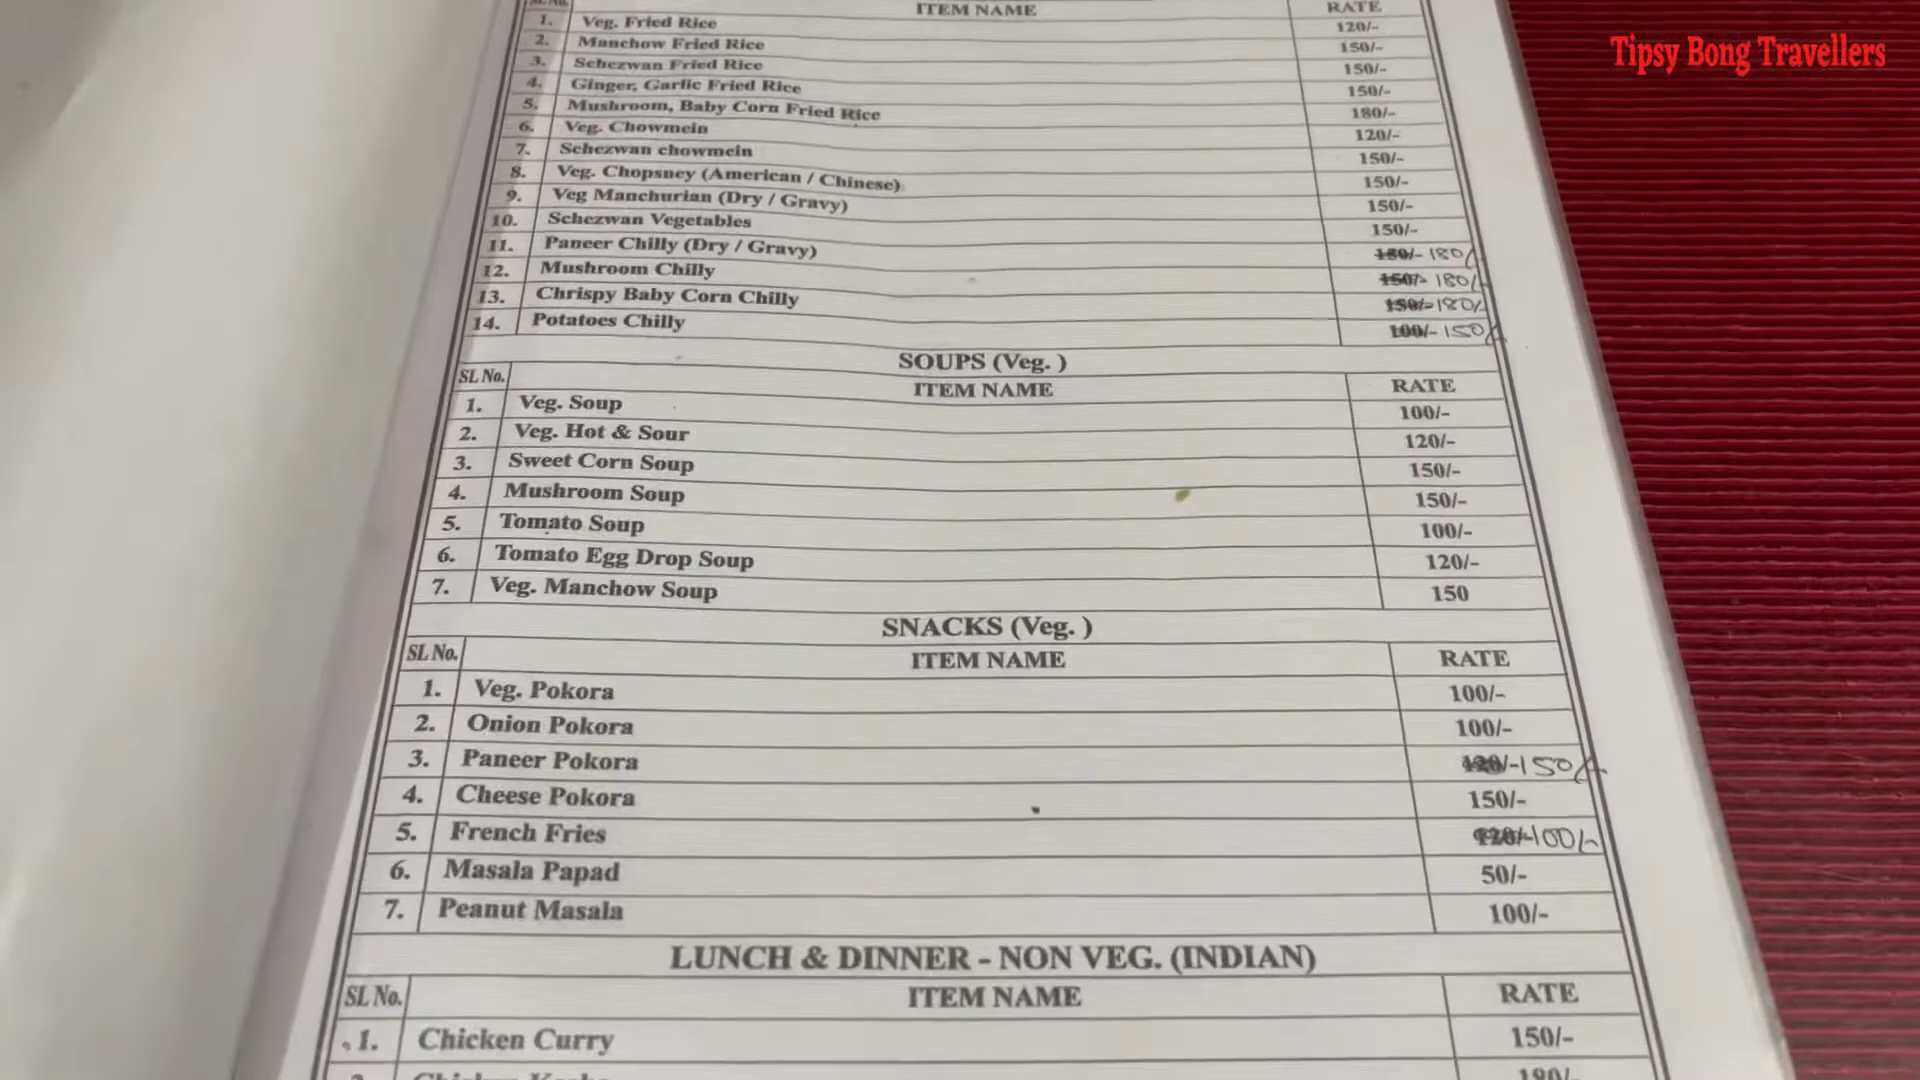 Tipsy Bong Travellers
SL No. ITEM NAME RATE
1. Veg. Fried Rice 120/-
2. Manchow Fried Rice 150/-
3. Schezwan Fried Rice 150/-
4. Ginger, Garlic Fried Rice 150/-
5. Mushroom, Baby Corn Fried Rice 180/-
6. Veg. Chowmein 120/-
7. Schezwan chowmein 150/-
8. Veg. Chopsuey (American / Chinese) 150/-
9. Veg Manchurian (Dry / Gravy) 150/-
10. Schezwan Vegetables 150/-
11. Paneer Chilly (Dry / Gravy) 180/-
12. Mushroom Chilly 150/- 180/-
13. Chrispy Baby Corn Chilly 150/- 180/-
14. Potatoes Chilly 100/- 150/-
SOUPS (Veg. )
SL No. ITEM NAME RATE
1. Veg. Soup 100/-
2. Veg. Hot & Sour 120/-
3. Sweet Corn Soup 150/-
4. Mushroom Soup 150/-
5. Tomato Soup 100/-
6. Tomato Egg Drop Soup 120/-
7. Veg. Manchow Soup 150
SNACKS (Veg. )
SL No. ITEM NAME RATE
1. Veg. Pokora 100/-
2. Onion Pokora 100/-
3. Paneer Pokora 120/- 150/-
4. Cheese Pokora 150/-
5. French Fries 120/- 100/-
6. Masala Papad 50/-
7. Peanut Masala 100/-
LUNCH & DINNER - NON VEG. (INDIAN)
SL No. ITEM NAME RATE
1. Chicken Curry 150/-
Chicken 180/-